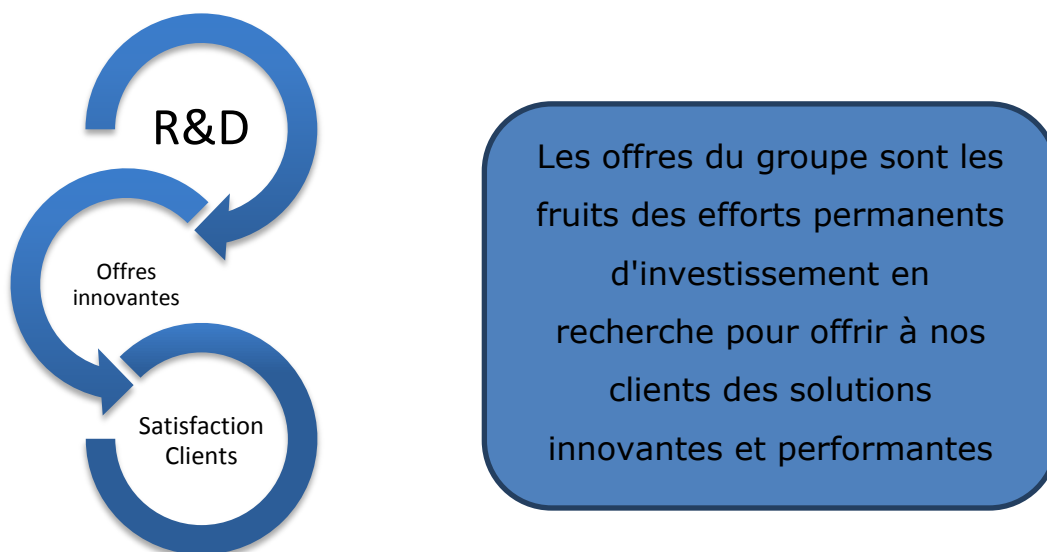 R&D
Offres
innovantes
Satisfaction
Clients
Les offres du groupe sont les
fruits des efforts permanents
d'investissement en
recherche pour offrir à nos
clients des solutions
innovantes et performantes